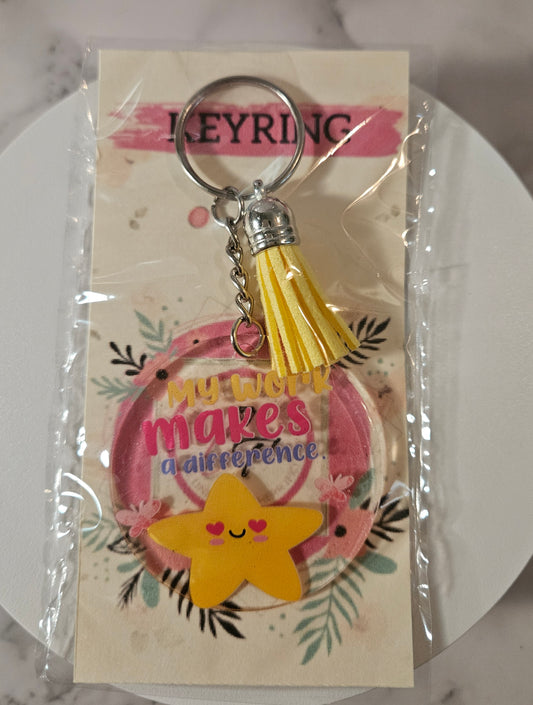 KEYRING
My work
makes
a difference.